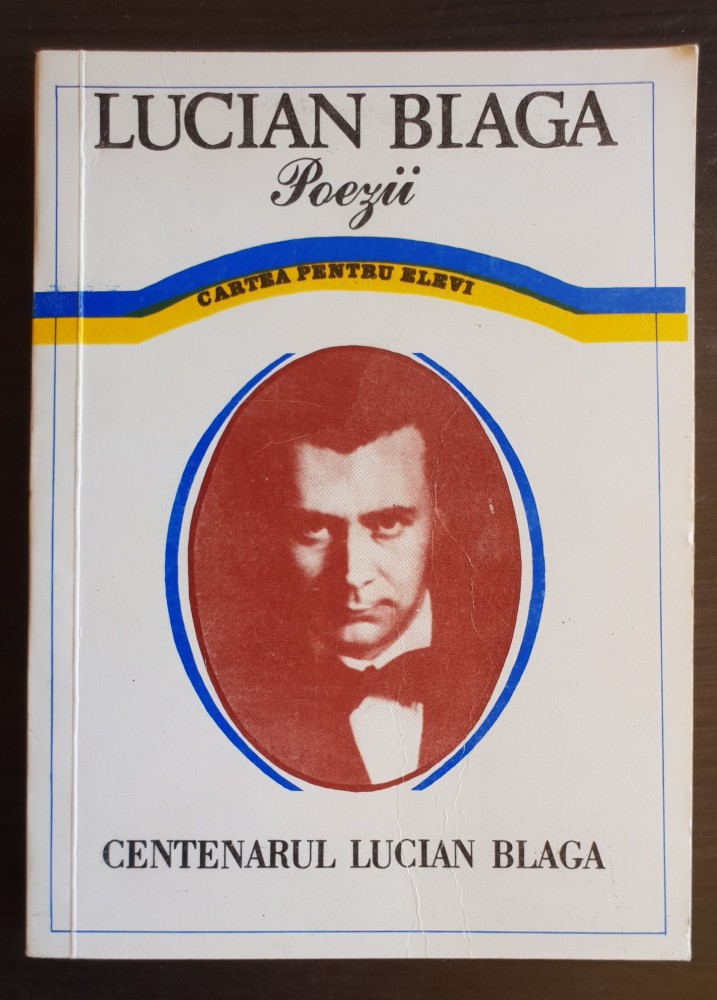 LUCIAN BLAGA
Poezii
CARTEA PENTRU ELEVI
CENTENARUL LUCIAN BLAGA